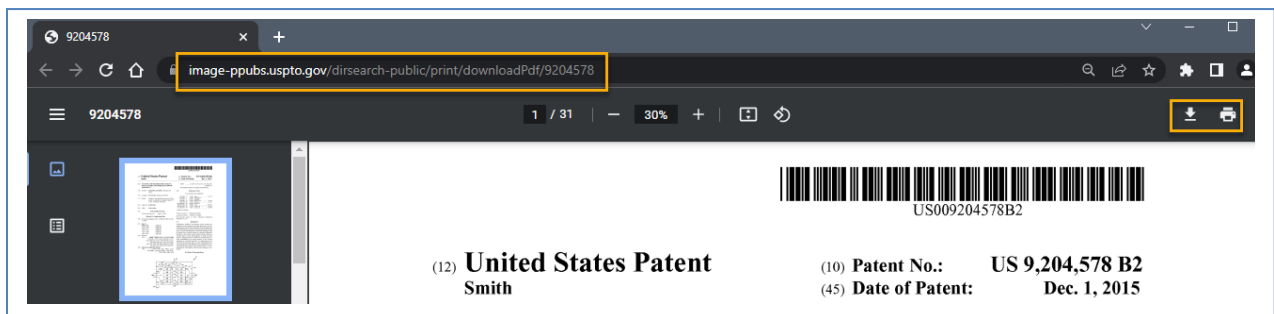 9204578
image-ppubs.uspto.gov/dirsearch-public/print/downloadPdf/9204578
9204578 1 / 31 30%
US009204578B2
(12) United States Patent (10) Patent No.: US 9,204,578 B2
Smith (45) Date of Patent: Dec. 1, 2015